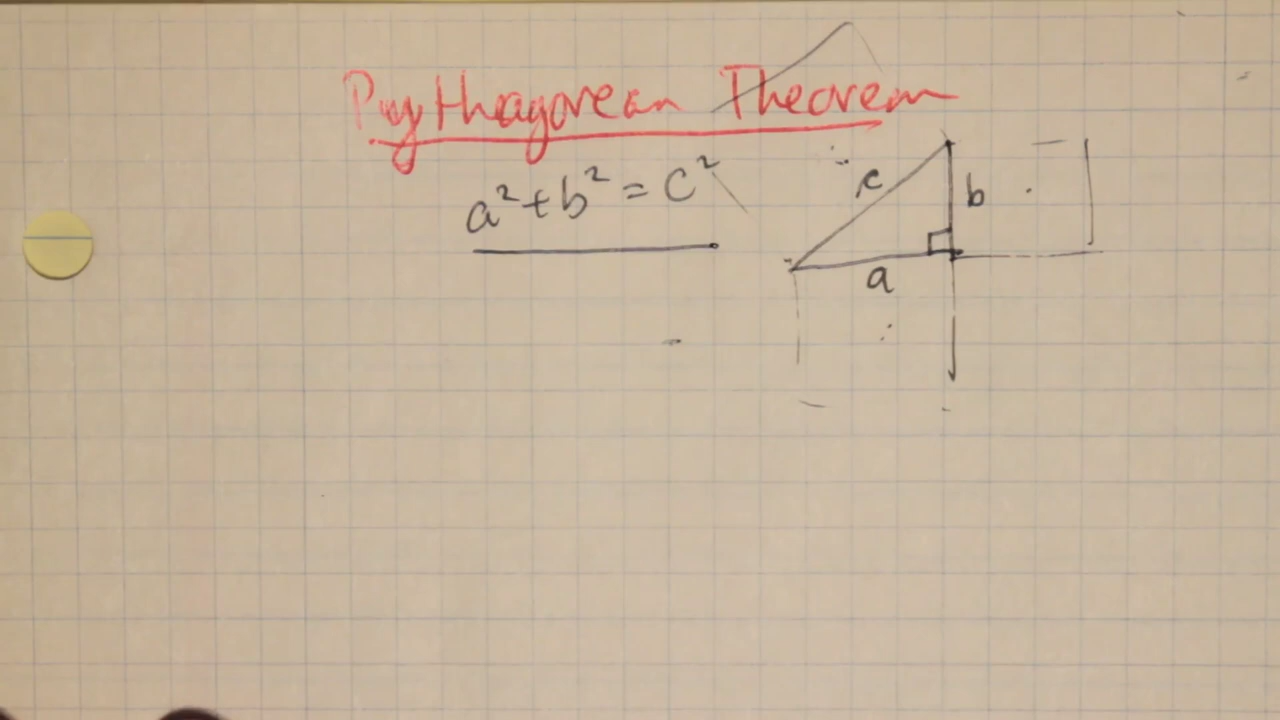 Pythagorean Theorem
a² + b² = c²
c
b
a